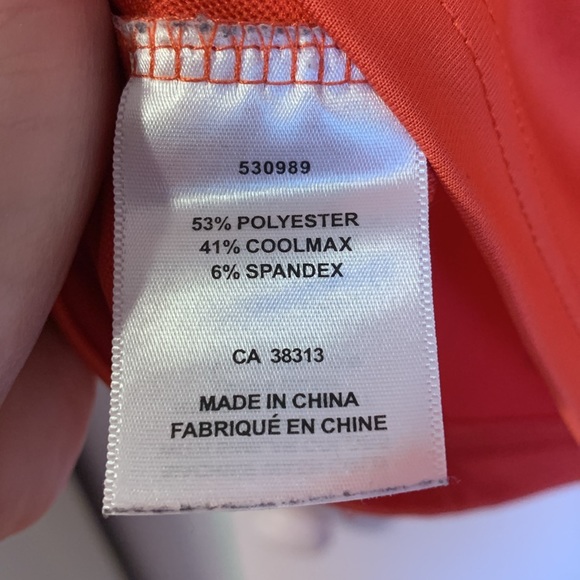 530989
53% POLYESTER
41% COOLMAX
6% SPANDEX
CA 38313
MADE IN CHINA
FABRIQUÉ EN CHINE